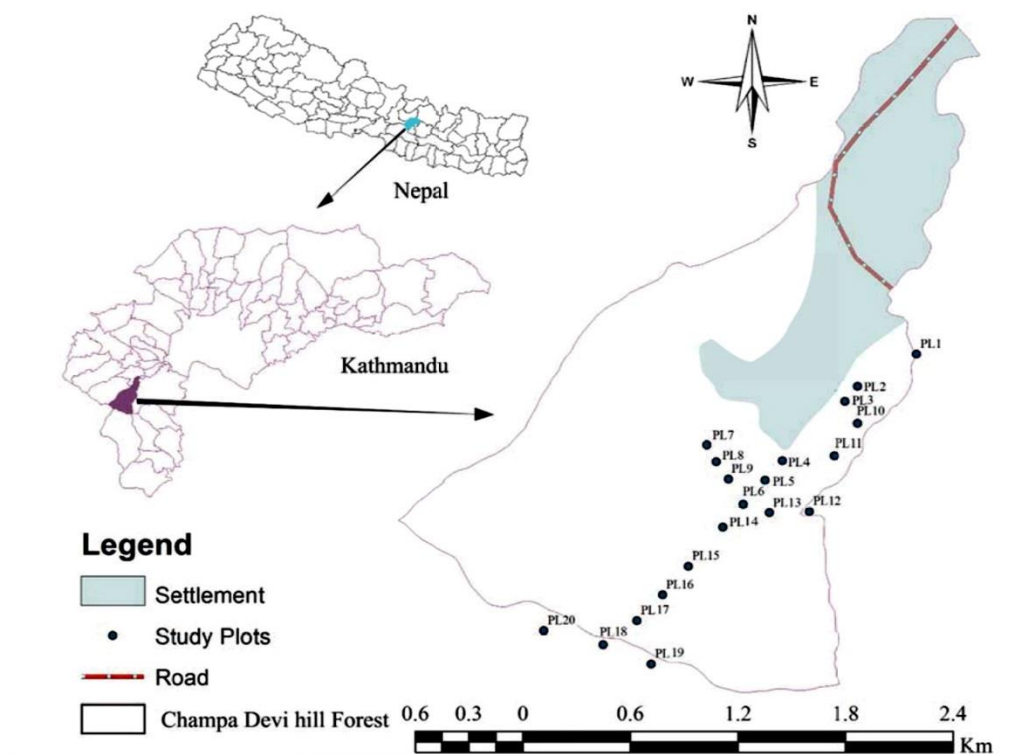 N
W E
S
Nepal
Kathmandu
PL1
PL2
PL3
PL10
PL11
PL7
PL8
PL4
PL9
PL5
PL6
PL13
PL12
PL14
PL15
PL16
PL17
PL20
PL18
PL19
Legend
Settlement
Study Plots
Road
Champa Devi hill Forest
0.6 0.3 0 0.6 1.2 1.8 2.4
Km